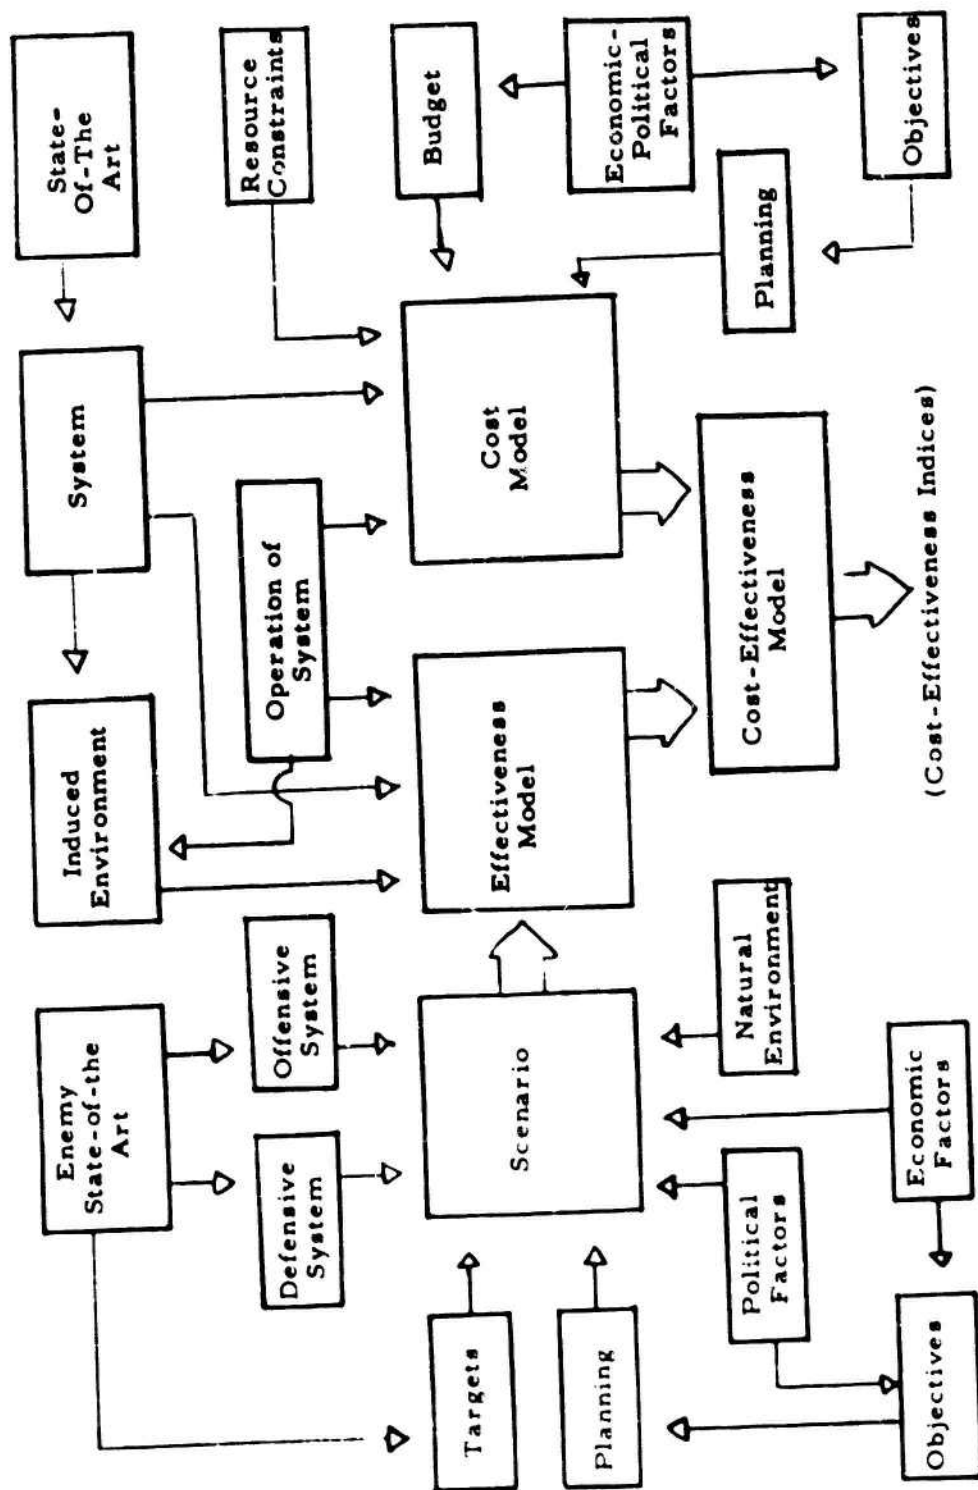 Enemy
State-of-the
Art
Induced
Environment
System
State-
Of-The
Art
Defensive
System
Offensive
System
Operation of
System
Resource
Constraints
Targets
Planning
Scenario
Effectiveness
Model
Cost
Model
Budget
Political
Factors
Natural
Environment
Cost-Effectiveness
Model
Planning
Economic-
Political
Factors
Objectives
Economic
Factors
(Cost-Effectiveness Indices)
Objectives